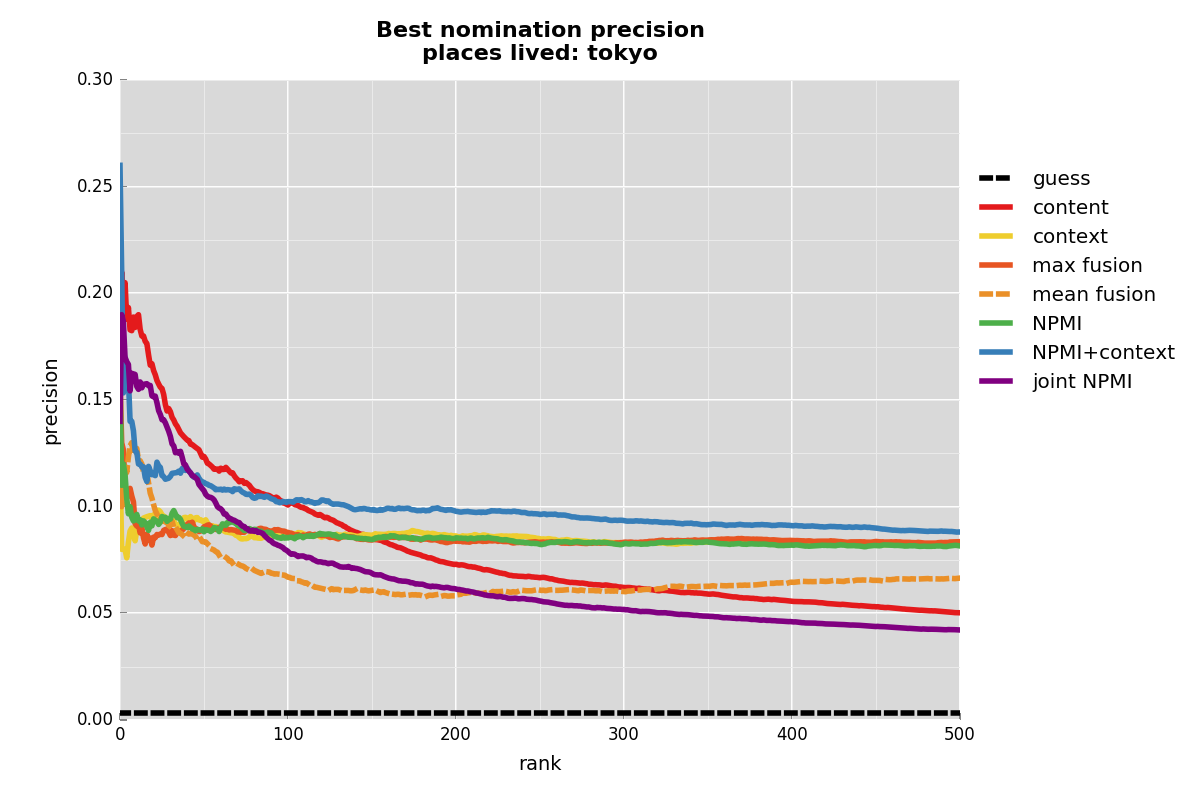 Best nomination precision
places lived: tokyo
0.30
0.25
0.20
0.15
0.10
0.05
0.00
precision
0 100 200 300 400 500
rank
guess
content
context
max fusion
mean fusion
NPMI
NPMI+context
joint NPMI